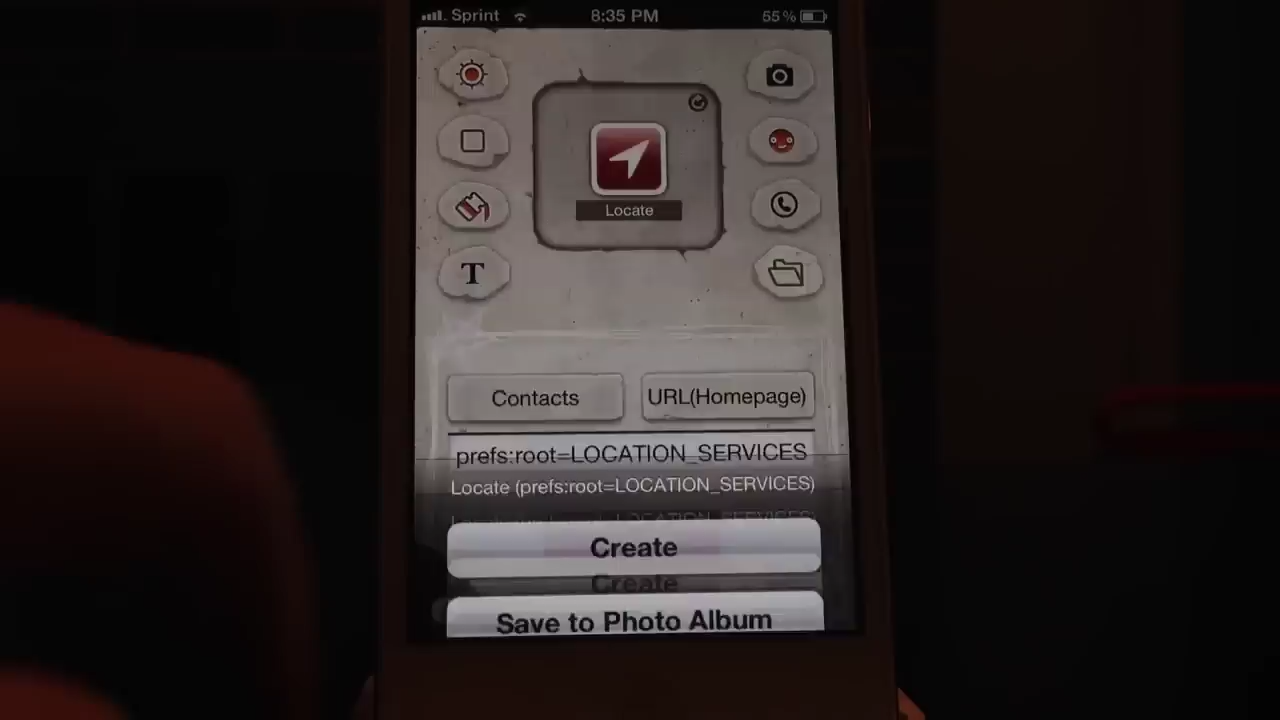 Sprint 8:35 PM 55 %
Locate
T
Contacts URL(Homepage)
prefs:root=LOCATION_SERVICES
Locate (prefs:root=LOCATION_SERVICES)
Create
Create
Save to Photo Album